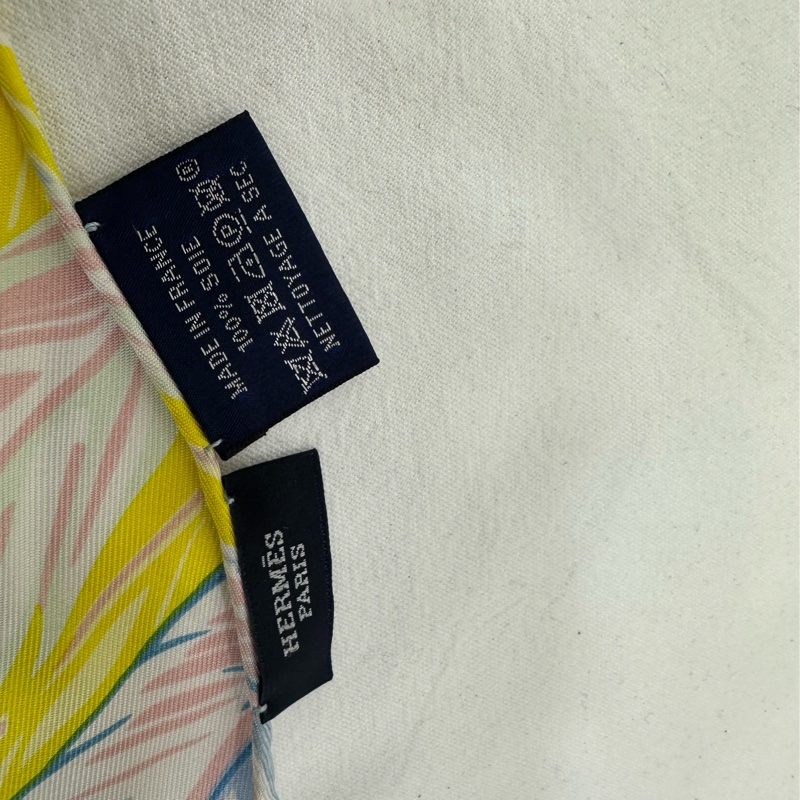 MADE IN FRANCE
100% SOIE ®
NETTOYAGE A SEC
HERMÈS
PARIS